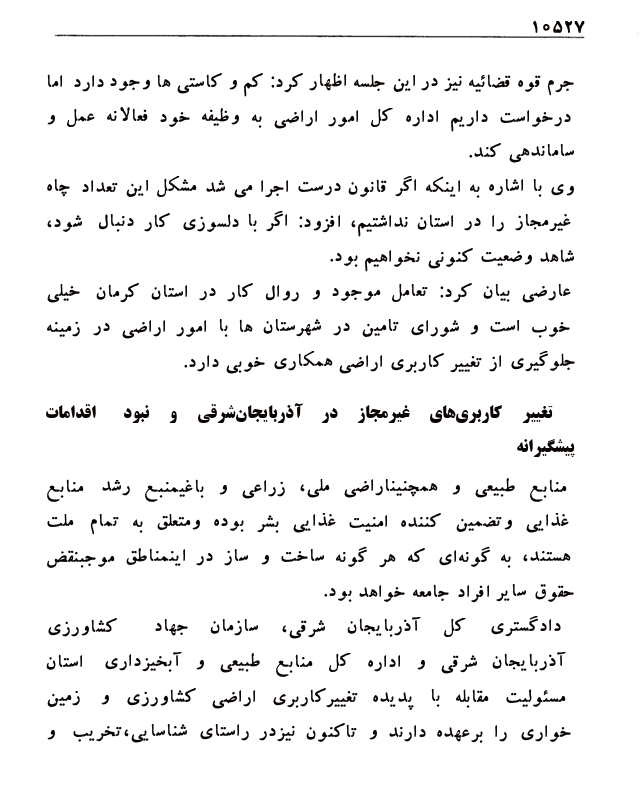 ۱۰۵۲۷
جرم قوه قضائیه نیز در این جلسه اظهار کرد: کم و کاستی ها وجود دارد اما
درخواست داریم اداره کل امور اراضی به وظیفه خود فعالانه عمل و
ساماندهی کند.
وی با اشاره به اینکه اگر قانون درست اجرا می شد مشکل این تعداد چاه
غیرمجاز را در استان نداشتیم، افزود: اگر با دلسوزی کار دنبال شود،
شاهد وضعیت کنونی نخواهیم بود.
عارضی بیان کرد: تعامل موجود و روال کار در استان کرمان خیلی
خوب است و شورای تامین در شهرستان ها با امور اراضی در زمینه
جلوگیری از تغییر کاربری اراضی همکاری خوبی دارد.
تغییر کاربری‌های غیرمجاز در آذربایجان‌شرقی و نبود اقدامات
پیشگیرانه
منابع طبیعی و همچنیناراضی ملی، زراعی و باغیمنبع رشد منابع
غذایی وتضمین کننده امنیت غذایی بشر بوده ومتعلق به تمام ملت
هستند، به گونه‌ای که هر گونه ساخت و ساز در اینمناطق موجبنقض
حقوق سایر افراد جامعه خواهد بود.
دادگستری کل آذربایجان شرقی، سازمان جهاد کشاورزی
آذربایجان شرقی و اداره کل منابع طبیعی و آبخیزداری استان
مسئولیت مقابله با پدیده تغییرکاربری اراضی کشاورزی و زمین
خواری را برعهده دارند و تاکنون نیزدر راستای شناسایی،تخریب و